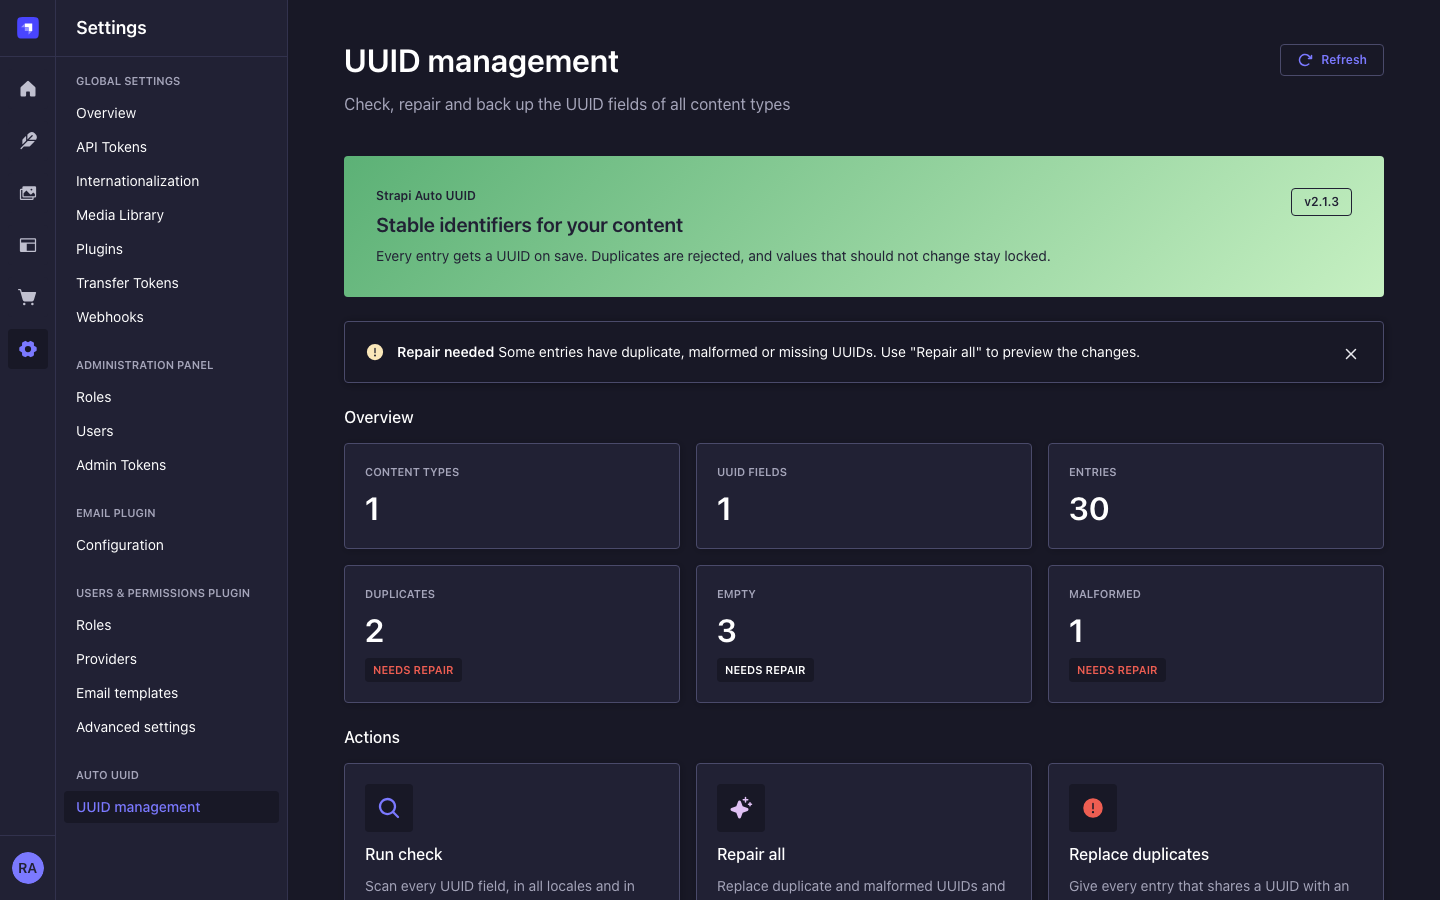 Settings
GLOBAL SETTINGS
Overview
API Tokens
Internationalization
Media Library
Plugins
Transfer Tokens
Webhooks
ADMINISTRATION PANEL
Roles
Users
Admin Tokens
EMAIL PLUGIN
Configuration
USERS & PERMISSIONS PLUGIN
Roles
Providers
Email templates
Advanced settings
AUTO UUID
UUID management
RA
UUID management
Refresh
Check, repair and back up the UUID fields of all content types
Strapi Auto UUID
v2.1.3
Stable identifiers for your content
Every entry gets a UUID on save. Duplicates are rejected, and values that should not change stay locked.
Repair needed Some entries have duplicate, malformed or missing UUIDs. Use "Repair all" to preview the changes.
Overview
CONTENT TYPES
1
UUID FIELDS
1
ENTRIES
30
DUPLICATES
2
NEEDS REPAIR
EMPTY
3
NEEDS REPAIR
MALFORMED
1
NEEDS REPAIR
Actions
Run check
Scan every UUID field, in all locales and in
Repair all
Replace duplicate and malformed UUIDs and
Replace duplicates
Give every entry that shares a UUID with an